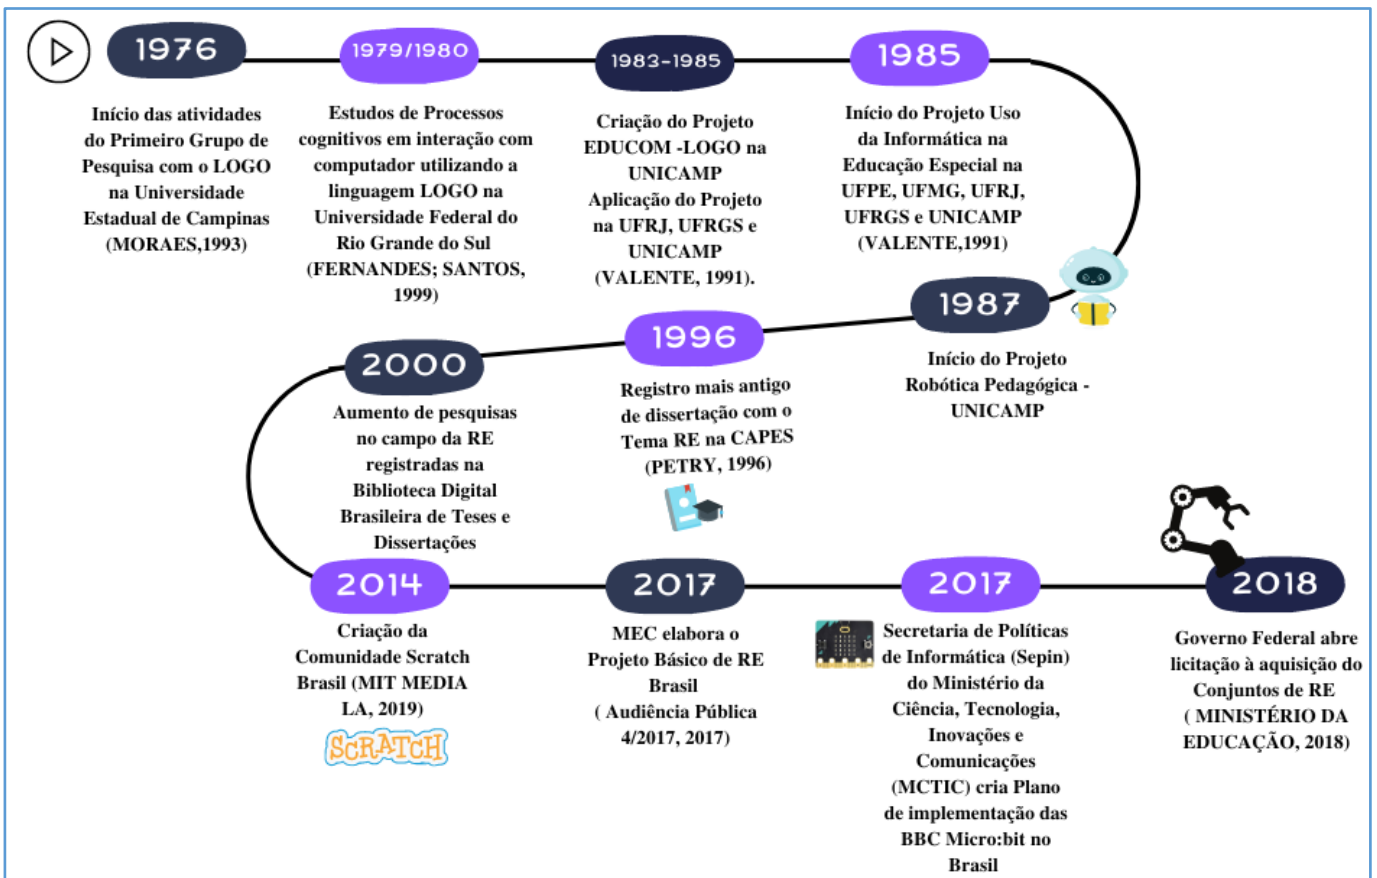 1976
Início das atividades
do Primeiro Grupo de
Pesquisa com o LOGO
na Universidade
Estadual de Campinas
(MORAES,1993)
1979/1980
Estudos de Processos
cognitivos em interação com
computador utilizando a
linguagem LOGO na
Universidade Federal do
Rio Grande do Sul
(FERNANDES; SANTOS,
1999)
1983-1985
Criação do Projeto
EDUCOM -LOGO na
UNICAMP
Aplicação do Projeto
na UFRJ, UFRGS e
UNICAMP
(VALENTE, 1991).
1985
Início do Projeto Uso
da Informática na
Educação Especial na
UFPE, UFMG, UFRJ,
UFRGS e UNICAMP
(VALENTE,1991)
1987
Início do Projeto
Robótica Pedagógica -
UNICAMP
1996
Registro mais antigo
de dissertação com o
Tema RE na CAPES
(PETRY, 1996)
2000
Aumento de pesquisas
no campo da RE
registradas na
Biblioteca Digital
Brasileira de Teses e
Dissertações
2014
Criação da
Comunidade Scratch
Brasil (MIT MEDIA
LA, 2019)
SCRATCH
2017
MEC elabora o
Projeto Básico de RE
Brasil
( Audiência Pública
4/2017, 2017)
2017
Secretaria de Políticas
de Informática (Sepin)
do Ministério da
Ciência, Tecnologia,
Inovações e
Comunicações
(MCTIC) cria Plano
de implementação das
BBC Micro:bit no
Brasil
2018
Governo Federal abre
licitação à aquisição do
Conjuntos de RE
( MINISTÉRIO DA
EDUCAÇÃO, 2018)